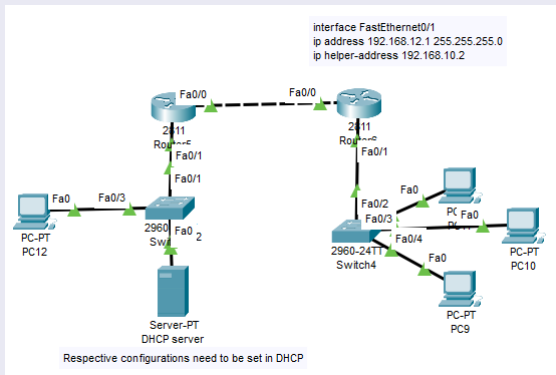 interface FastEthernet0/1
ip address 192.168.12.1 255.255.255.0
ip helper-address 192.168.10.2
Fa0/0
Fa0/0
2811
2811
Fa0/1
Fa0/1
Fa0/1
Fa0
Fa0/3
Fa0/2
Fa0
Fa0/3
Fa0
PC-PT
PC12
2960
Fa0 2
Fa0/4
2960-24TT
Switch4
Fa0
PC-PT
PC10
PC-PT
PC9
Server-PT
DHCP server
Respective configurations need to be set in DHCP